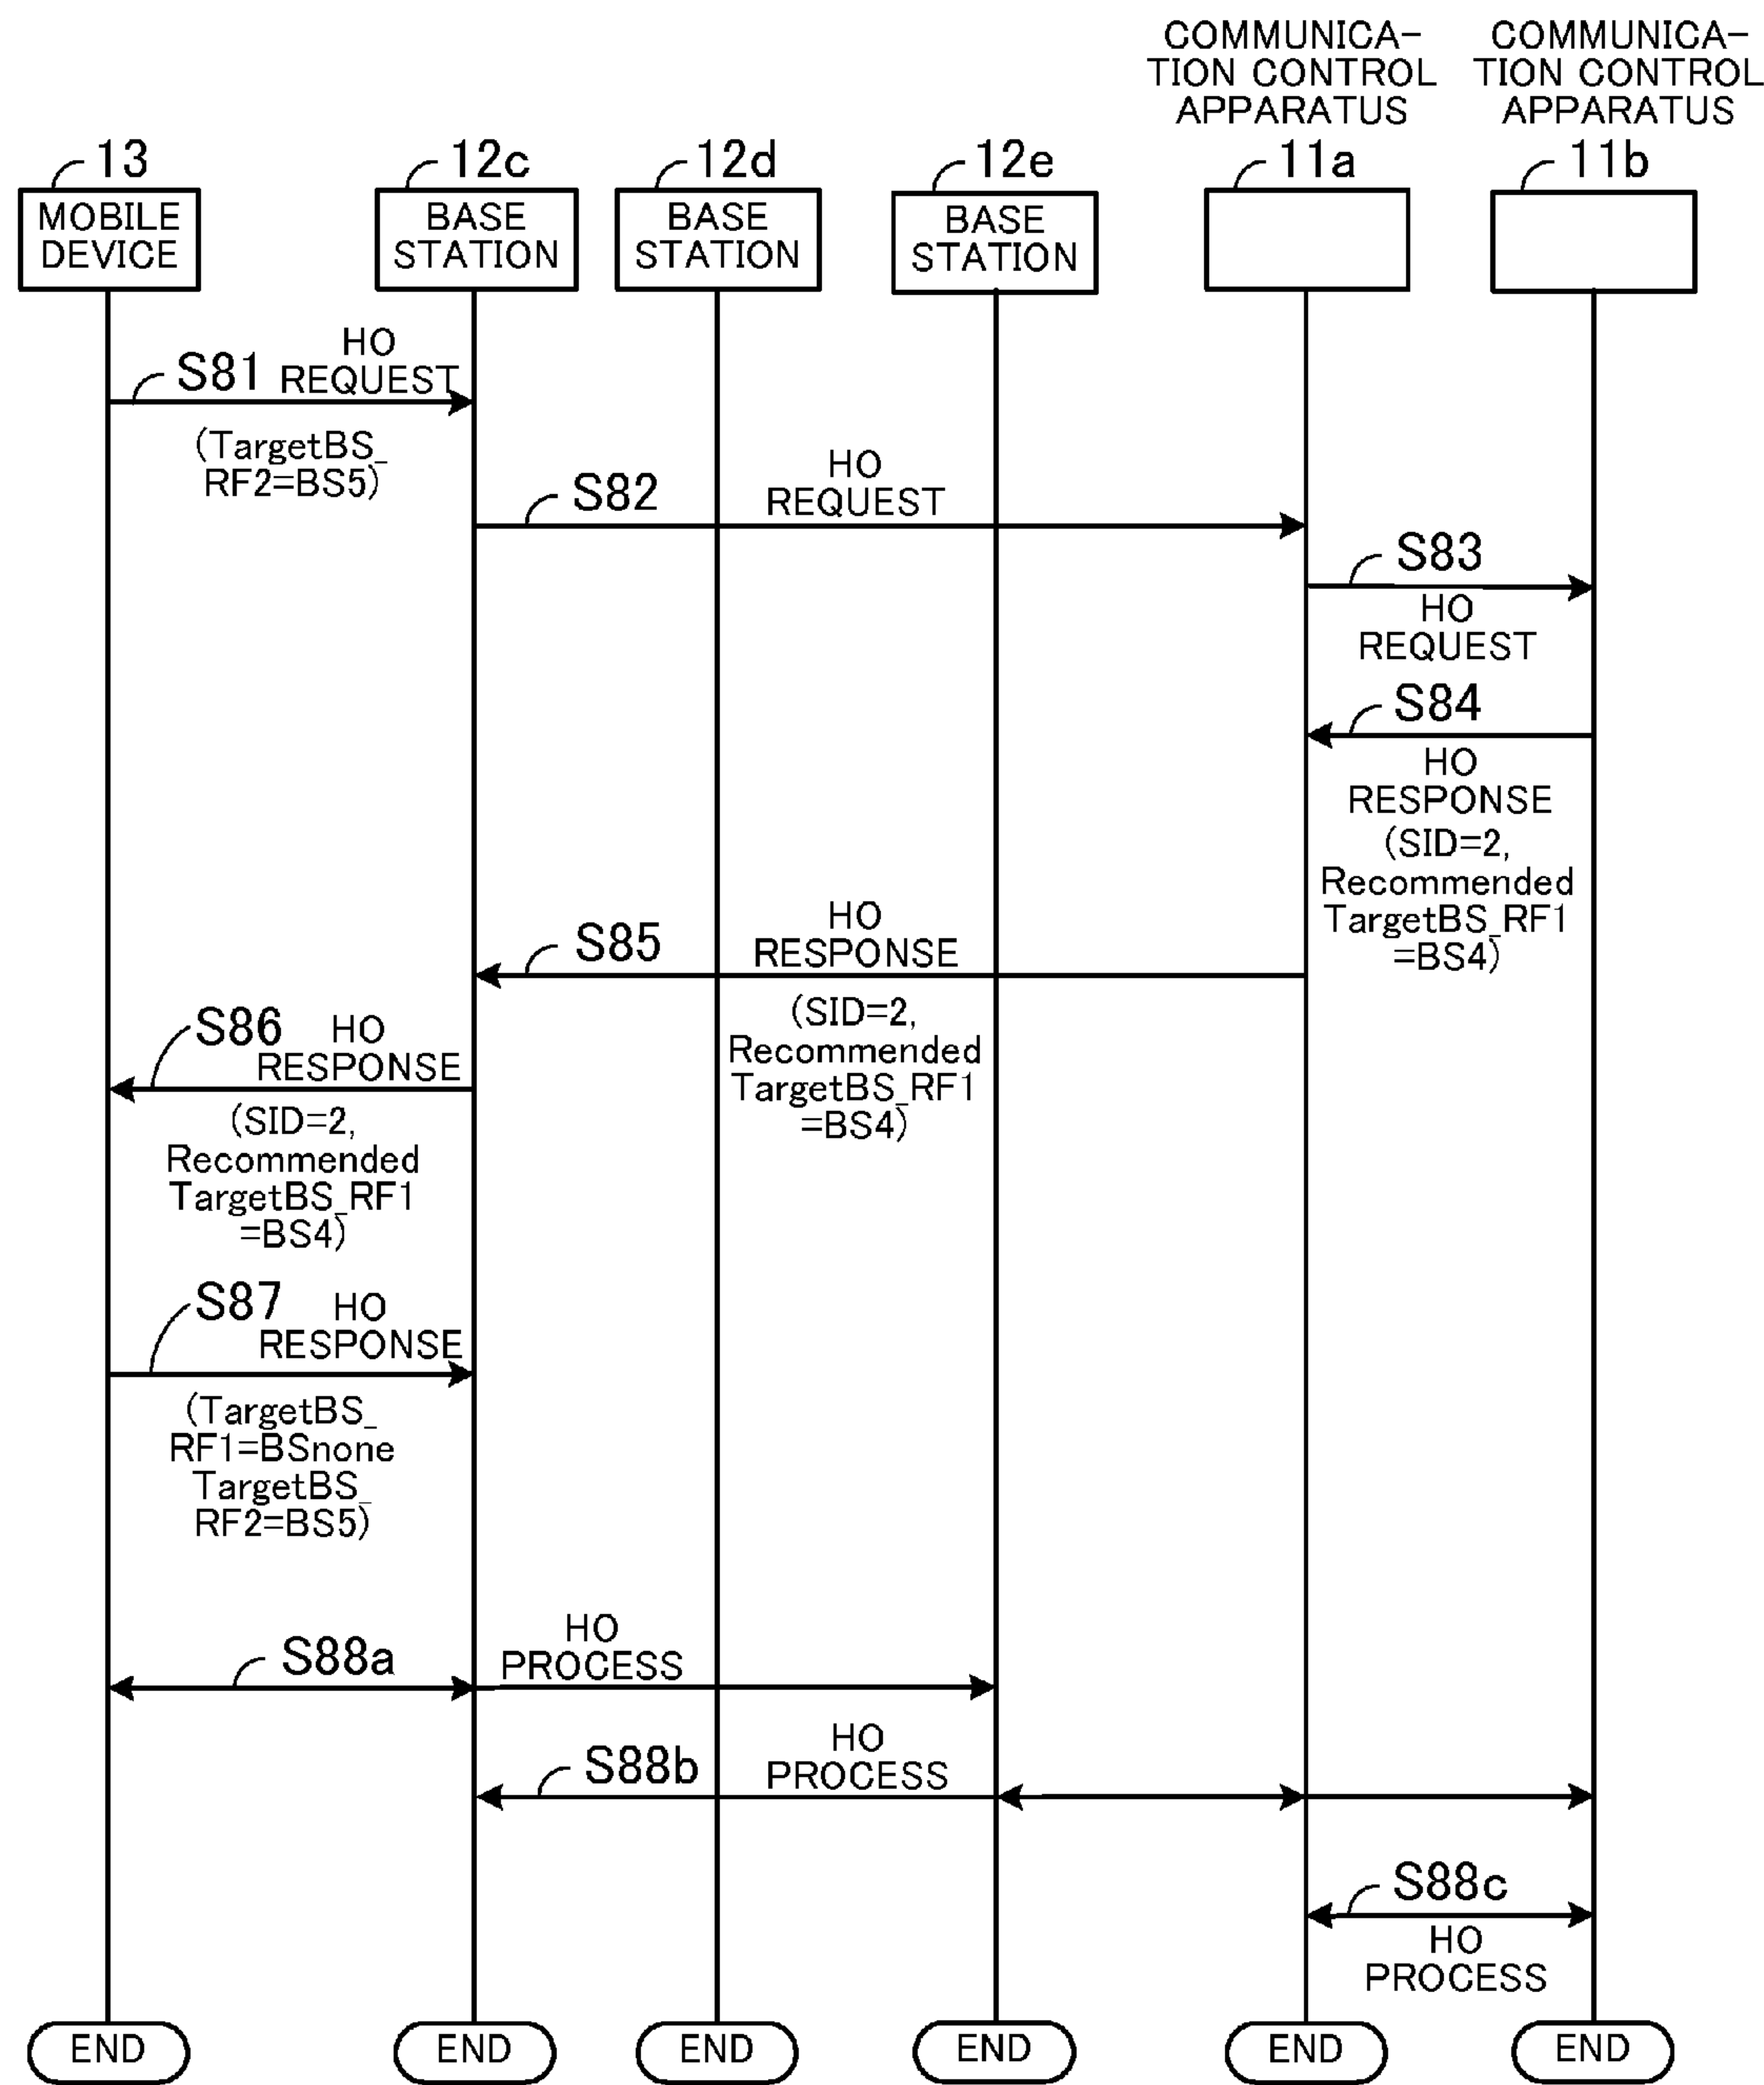 COMMUNICA-
TION CONTROL
APPARATUS
COMMUNICA-
TION CONTROL
APPARATUS
13
12c
12d
12e
11a
11b
MOBILE
DEVICE
BASE
STATION
BASE
STATION
BASE
STATION
S81
HO
REQUEST
(TargetBS_
RF2=BS5)
S82
HO
REQUEST
S83
HO
REQUEST
S84
HO
RESPONSE
(SID=2,
Recommended
TargetBS_RF1
=BS4)
S85
HO
RESPONSE
(SID=2,
Recommended
TargetBS_RF1
=BS4)
S86
HO
RESPONSE
(SID=2,
Recommended
TargetBS_RF1
=BS4)
S87
HO
RESPONSE
(TargetBS_
RF1=BSnone
TargetBS_
RF2=BS5)
S88a
HO
PROCESS
S88b
HO
PROCESS
S88c
HO
PROCESS
END
END
END
END
END
END